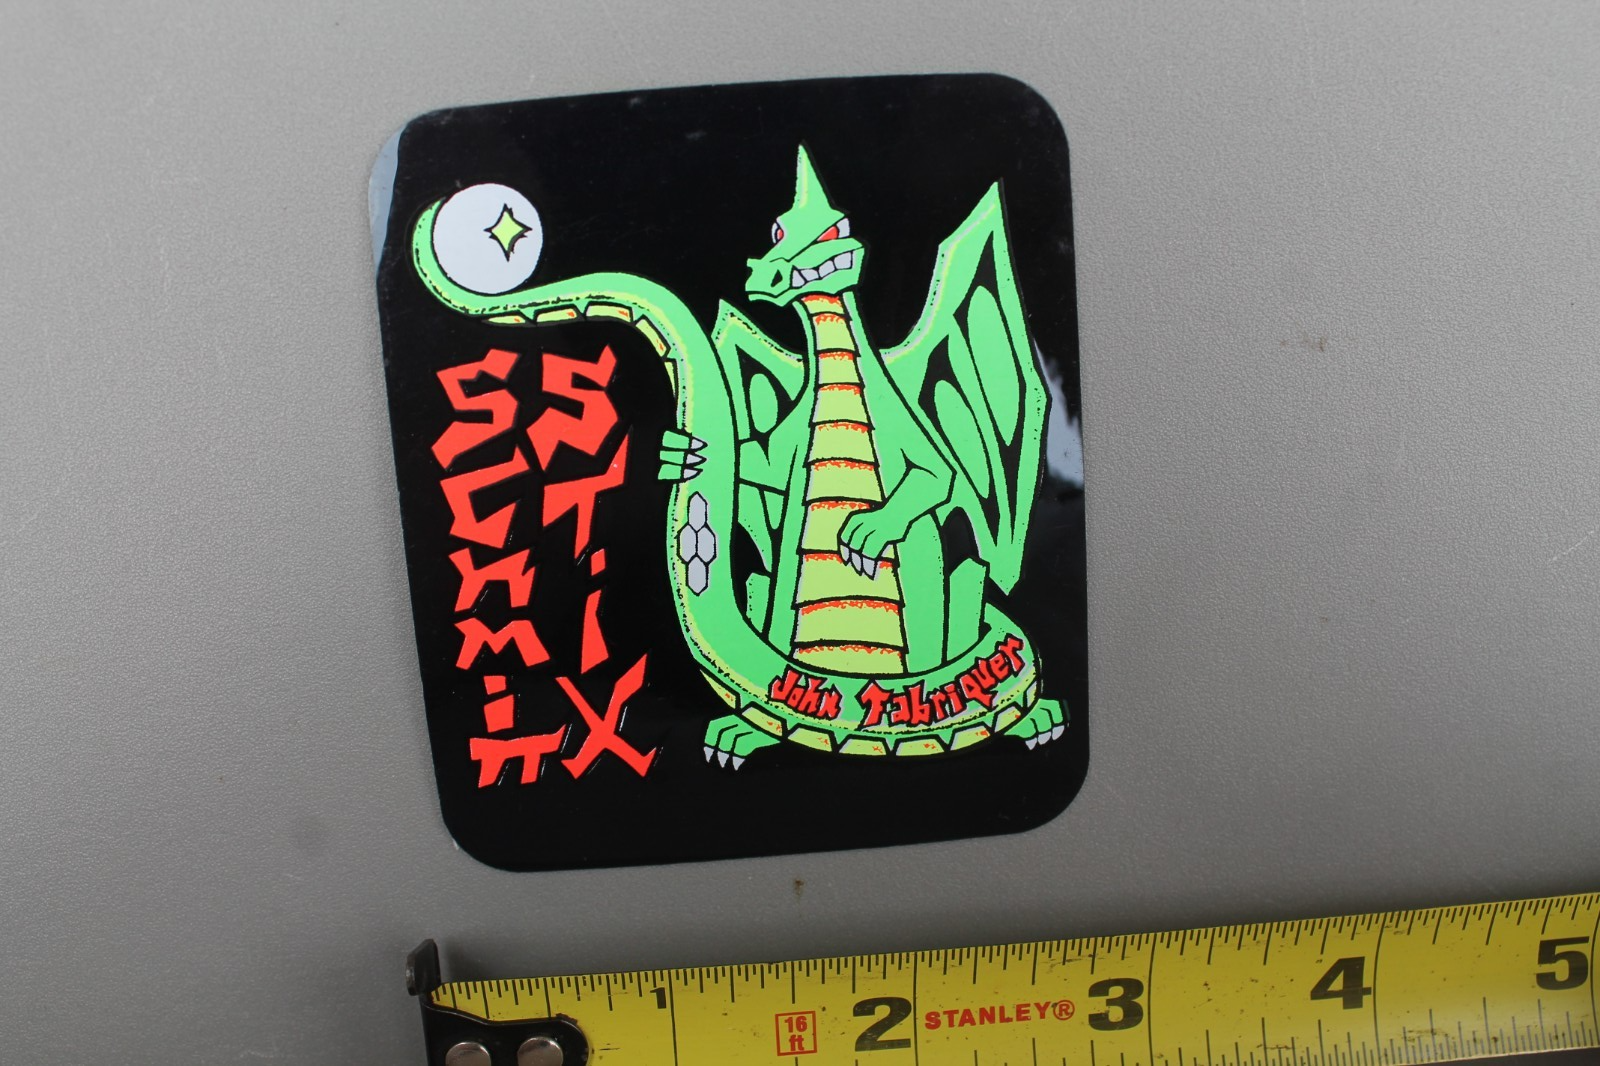 SCHMiTT
STiX
John Fabriquer
1 2 3 4 5
16
ft
STANLEY®